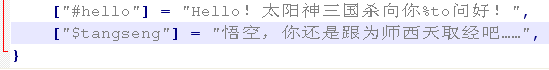 ["#hello"] = "Hello! 太阳神三国杀向你%to问好!",
["$tangseng"] = "悟空,你还是跟为师西天取经吧……",
}